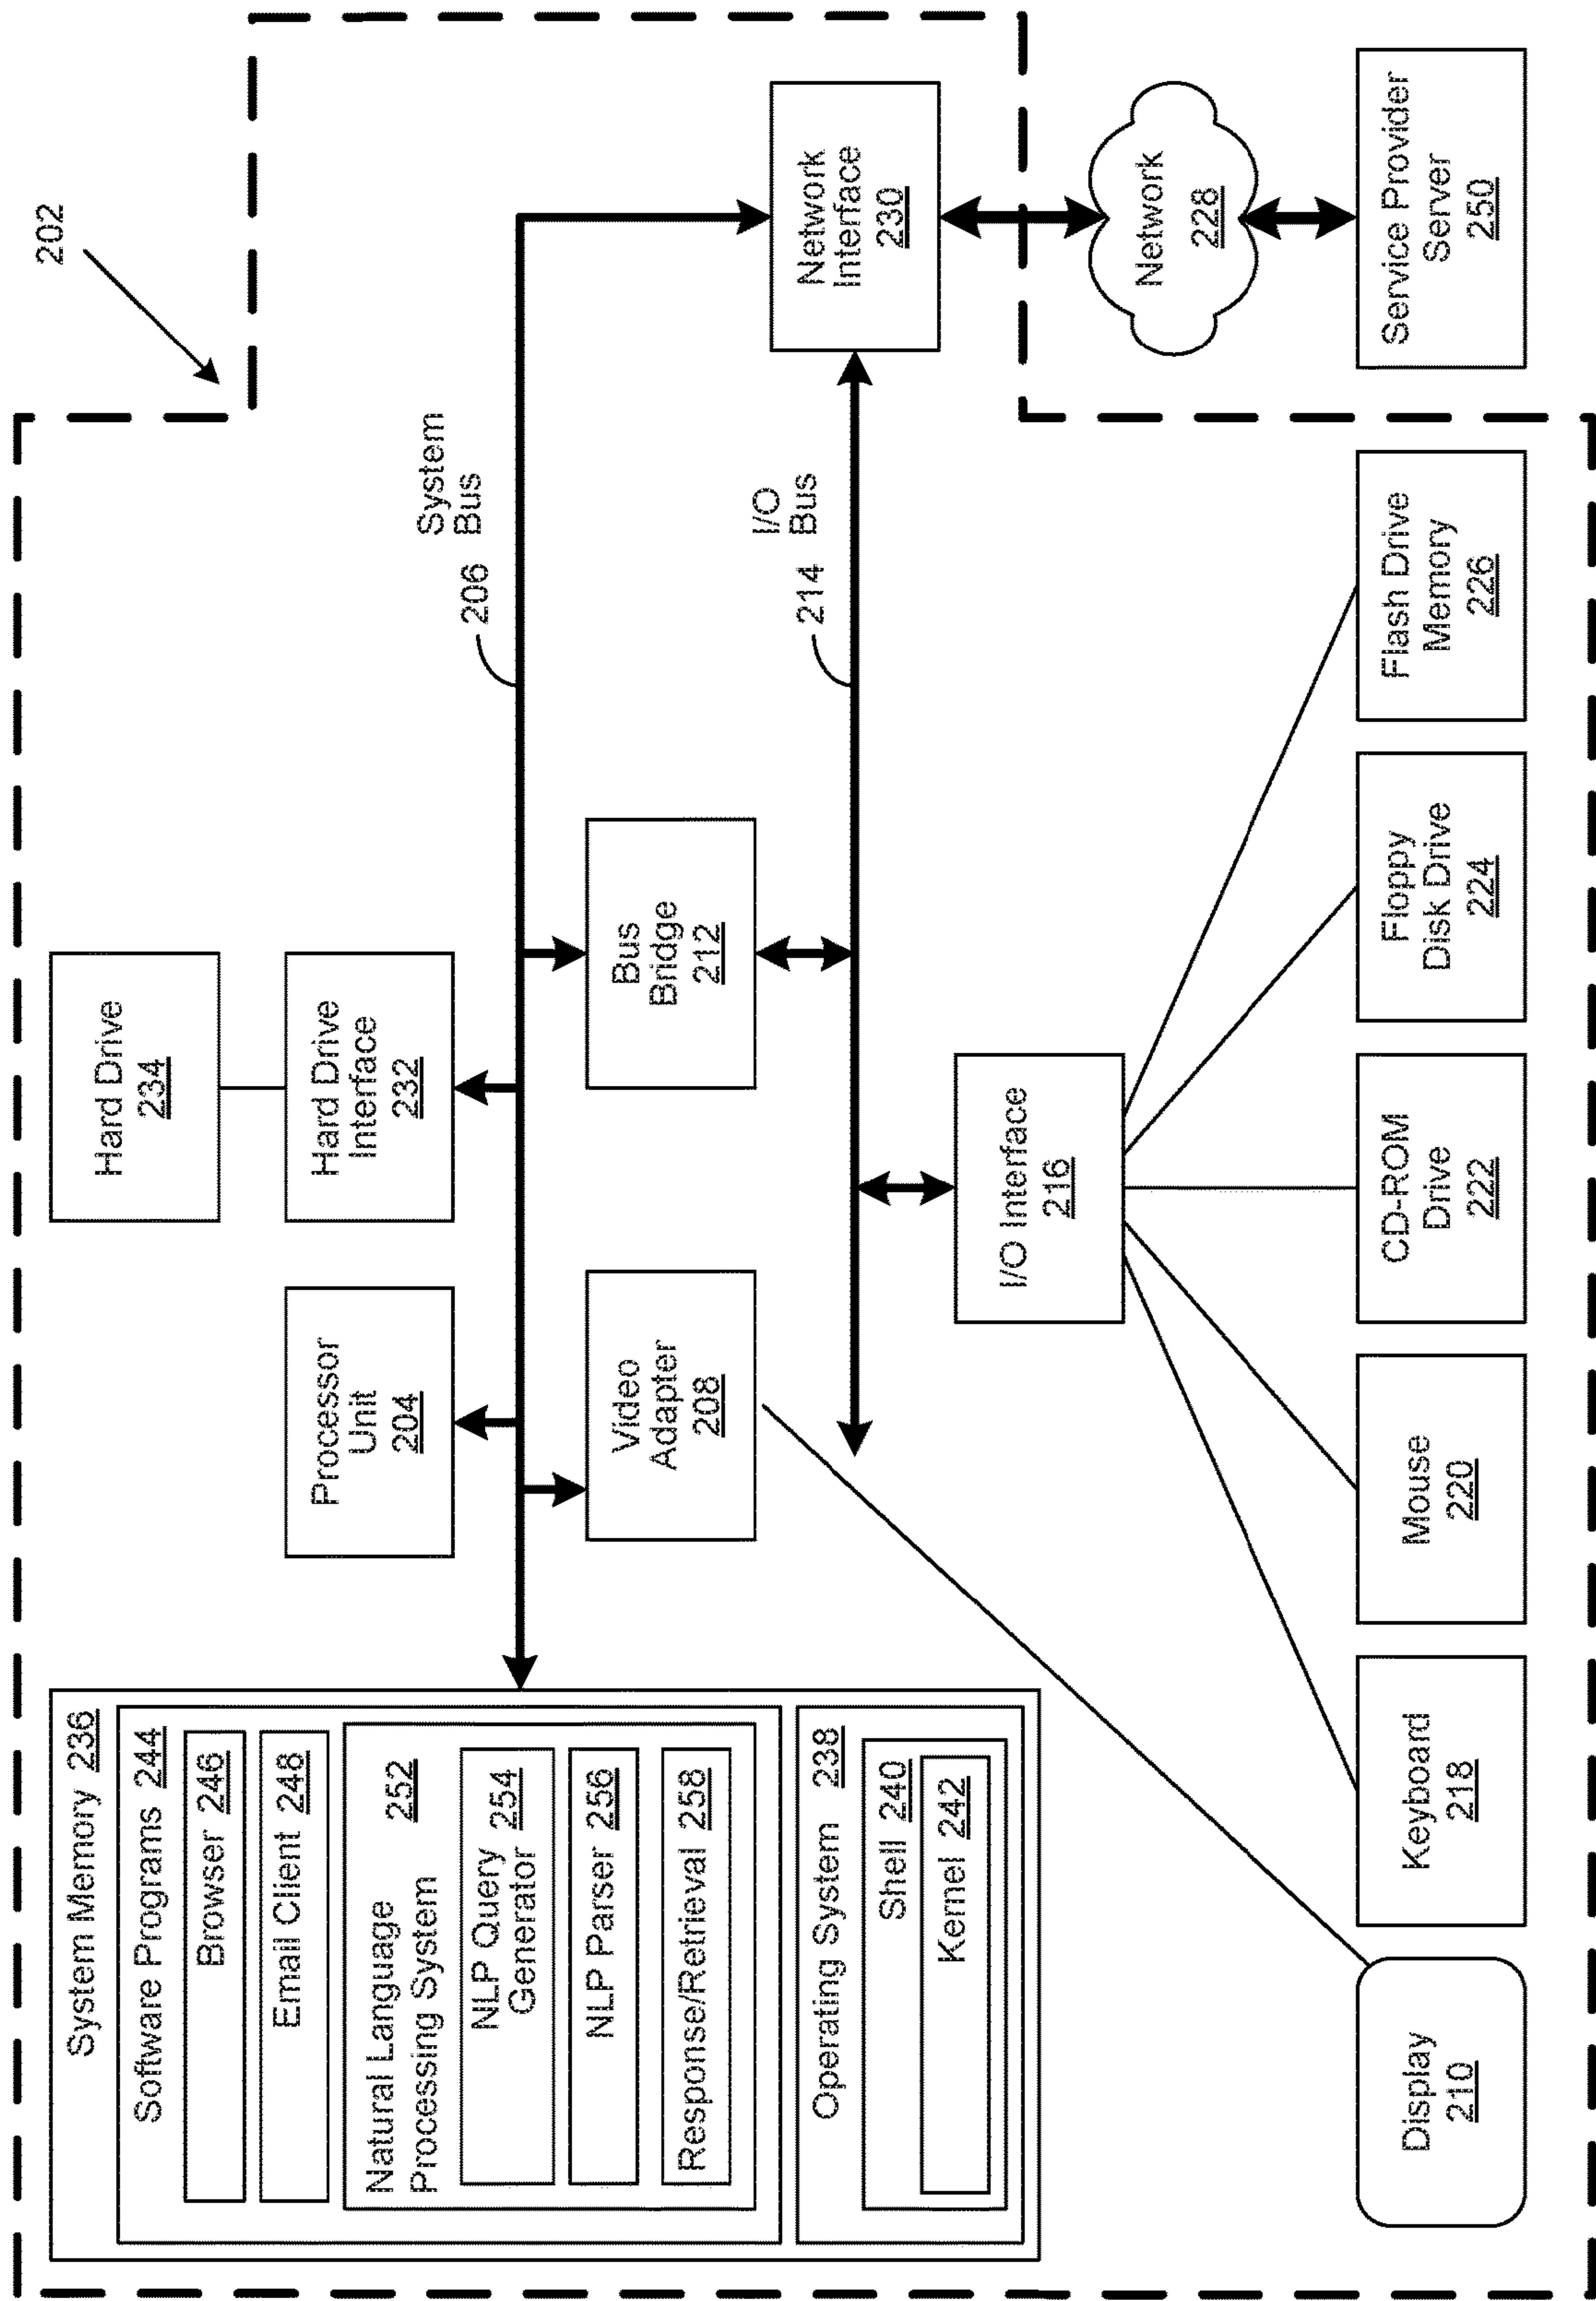 202
System Memory 236
Software Programs 244
Browser 246
Email Client 248
Natural Language
Processing System
252
NLP Query
Generator
254
NLP Parser 256
Response/Retrieval 258
Operating System 238
Shell 240
Kernel 242
Processor
Unit
204
Hard Drive
234
Hard Drive
Interface
232
206
System
Bus
Video
Adapter
208
Bus
Bridge
212
214
I/O
Bus
Network
Interface
230
I/O Interface
216
Network
228
Display
210
Keyboard
218
Mouse
220
CD-ROM
Drive
222
Floppy
Disk Drive
224
Flash Drive
Memory
226
Service Provider
Server
250